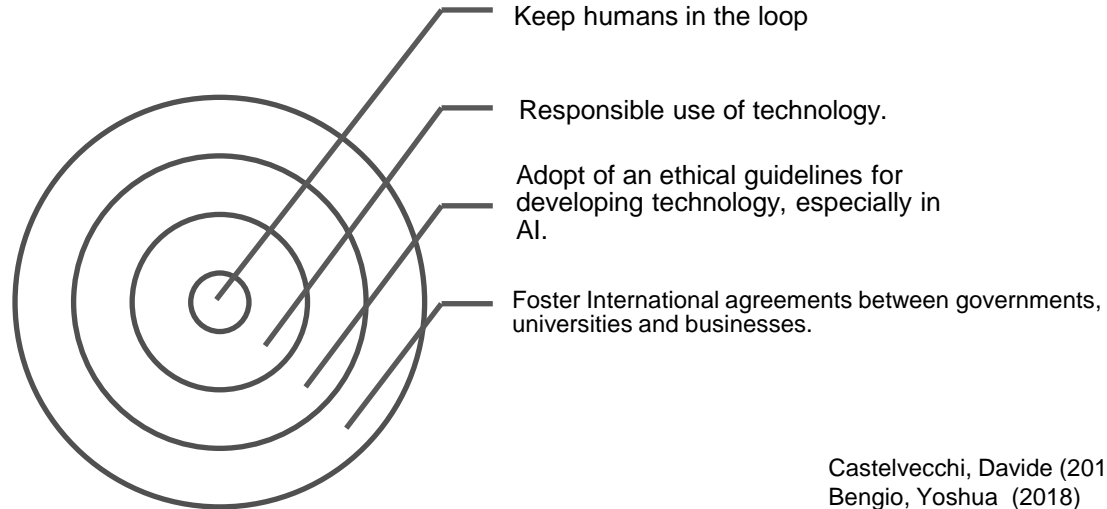 Keep humans in the loop
Responsible use of technology.
Adopt of an ethical guidelines for
developing technology, especially in
AI.
Foster International agreements between governments,
universities and businesses.
Castelvecchi, Davide (201
Bengio, Yoshua (2018)